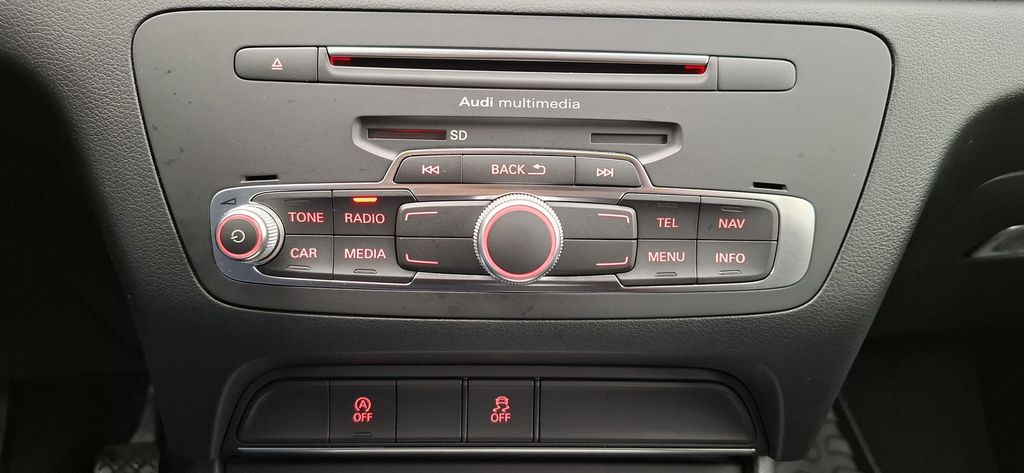 Audi multimedia
SD
BACK
TONE RADIO TEL NAV
CAR MEDIA MENU INFO
A OFF OFF